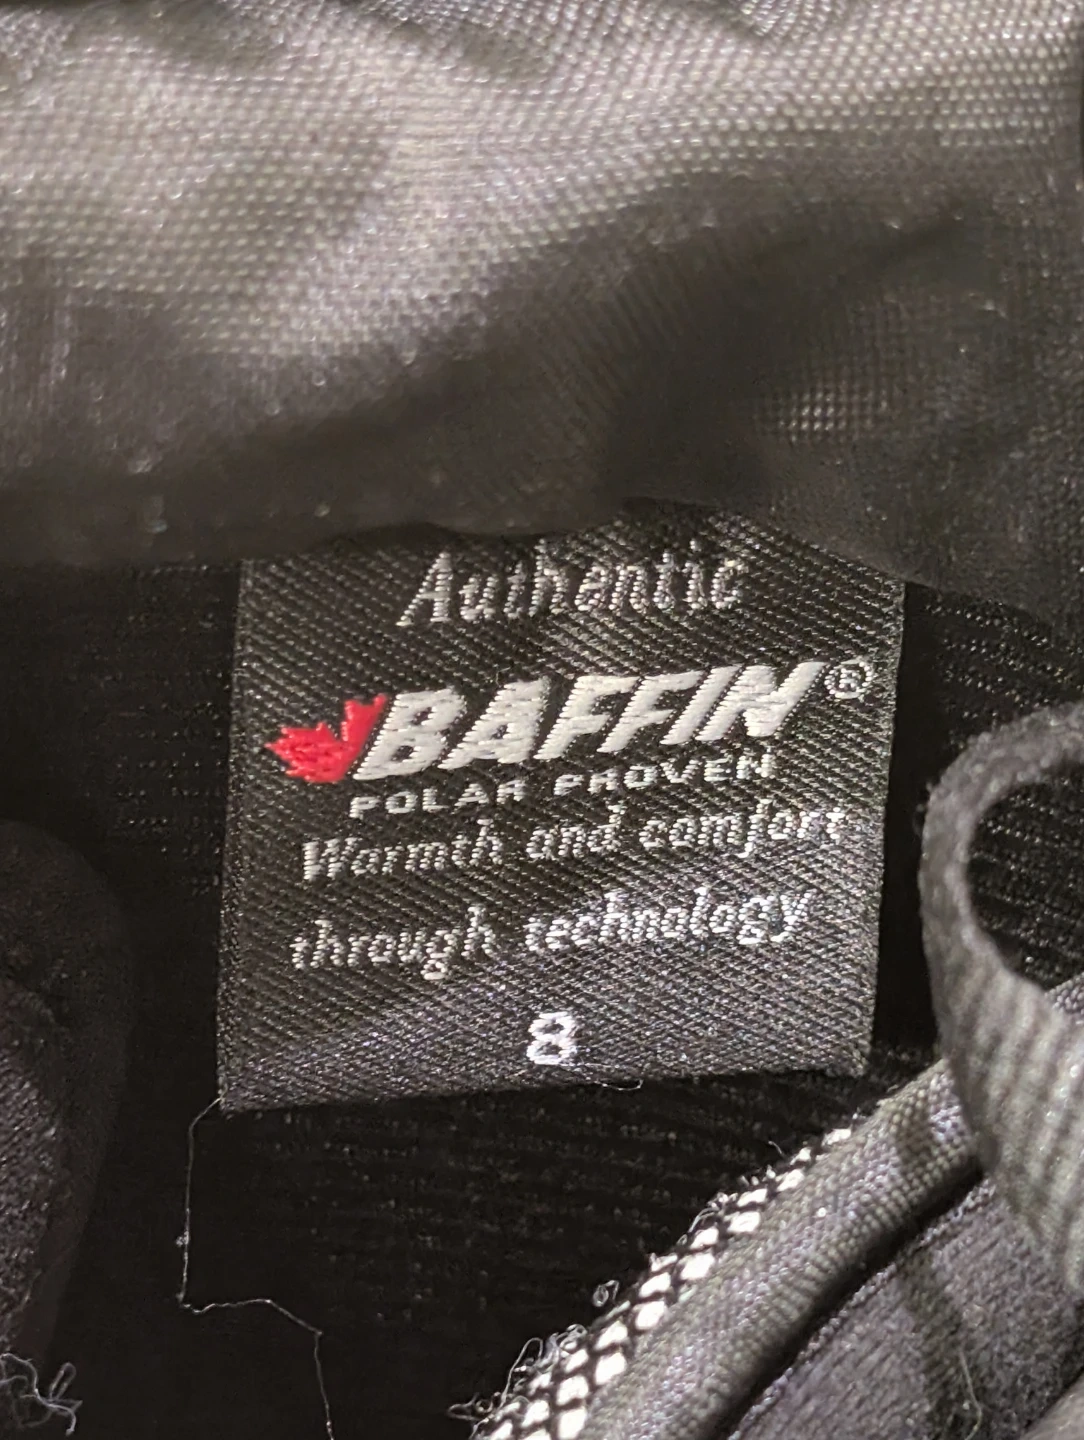 Authentic
BAFFIN®
POLAR PROVEN
Warmth and comfort
through technology
8